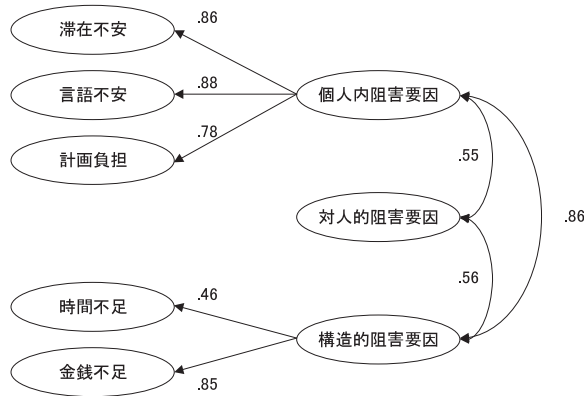 滞在不安
.86
言語不安
.88
個人内阻害要因
.78
計画負担
.55
対人的阻害要因
.86
.56
時間不足
.46
構造的阻害要因
金銭不足
.85